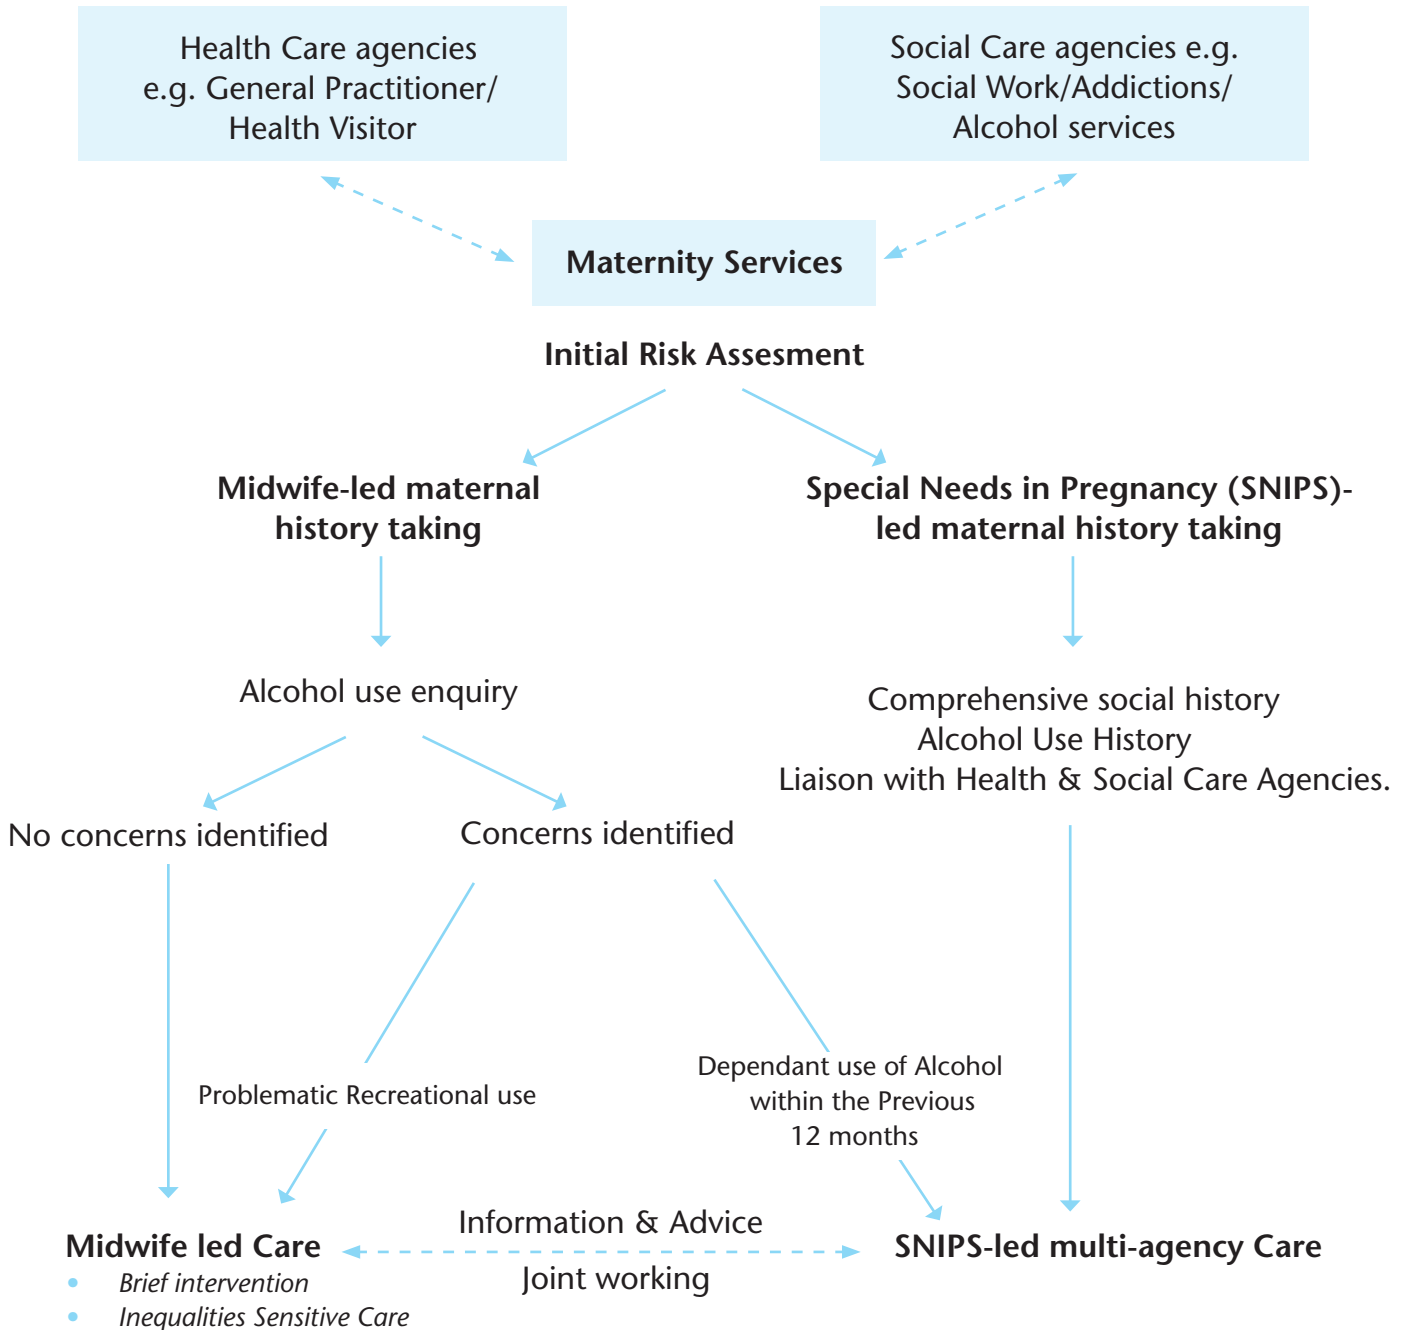 Health Care agencies
e.g. General Practitioner/
Health Visitor
Social Care agencies e.g.
Social Work/Addictions/
Alcohol services
Maternity Services
Initial Risk Assesment
Midwife-led maternal
history taking
Special Needs in Pregnancy (SNIPS)-
led maternal history taking
Alcohol use enquiry
Comprehensive social history
Alcohol Use History
Liaison with Health & Social Care Agencies.
No concerns identified
Concerns identified
Problematic Recreational use
Dependant use of Alcohol
within the Previous
12 months
Information & Advice
Joint working
Midwife led Care
• Brief intervention
• Inequalities Sensitive Care
SNIPS-led multi-agency Care